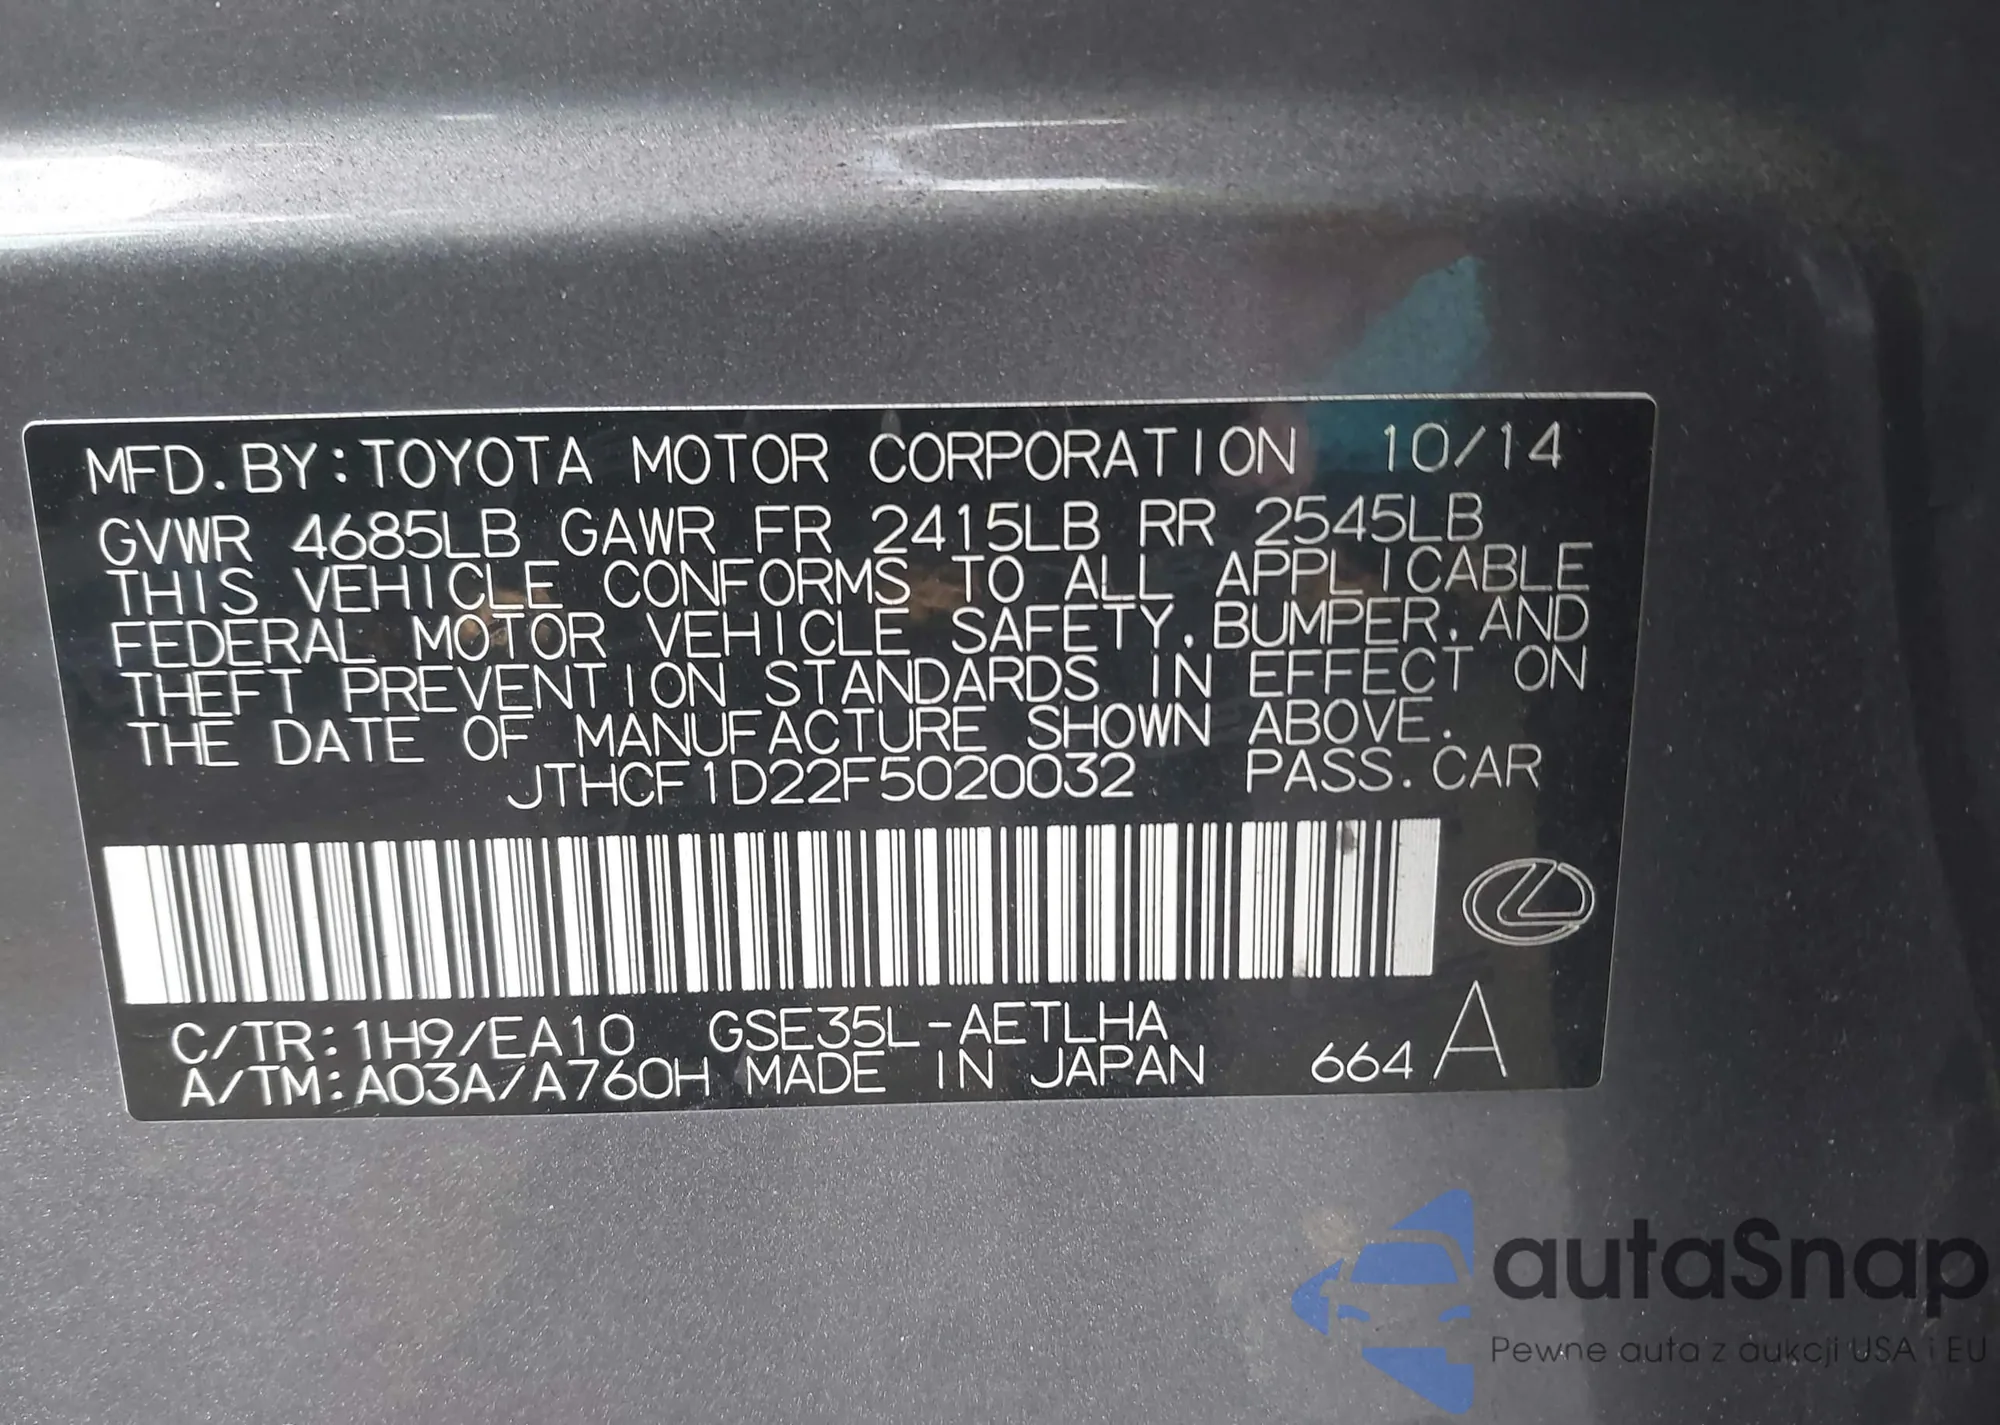 MFD.BY:TOYOTA MOTOR CORPORATION 10/14
GVWR 4685LB GAWR FR 2415LB RR 2545LB
THIS VEHICLE CONFORMS TO ALL APPLICABLE
FEDERAL MOTOR VEHICLE SAFETY, BUMPER, AND
THEFT PREVENTION STANDARDS IN EFFECT ON
THE DATE OF MANUFACTURE SHOWN ABOVE.
JTHCF1D22F5020032 PASS.CAR
C/TR:1H9/EA10 GSE35L-AETLHA
A/TM:A03A/A760H MADE IN JAPAN 664 A
autaSnap
Pewne auta z aukcji USA i EU